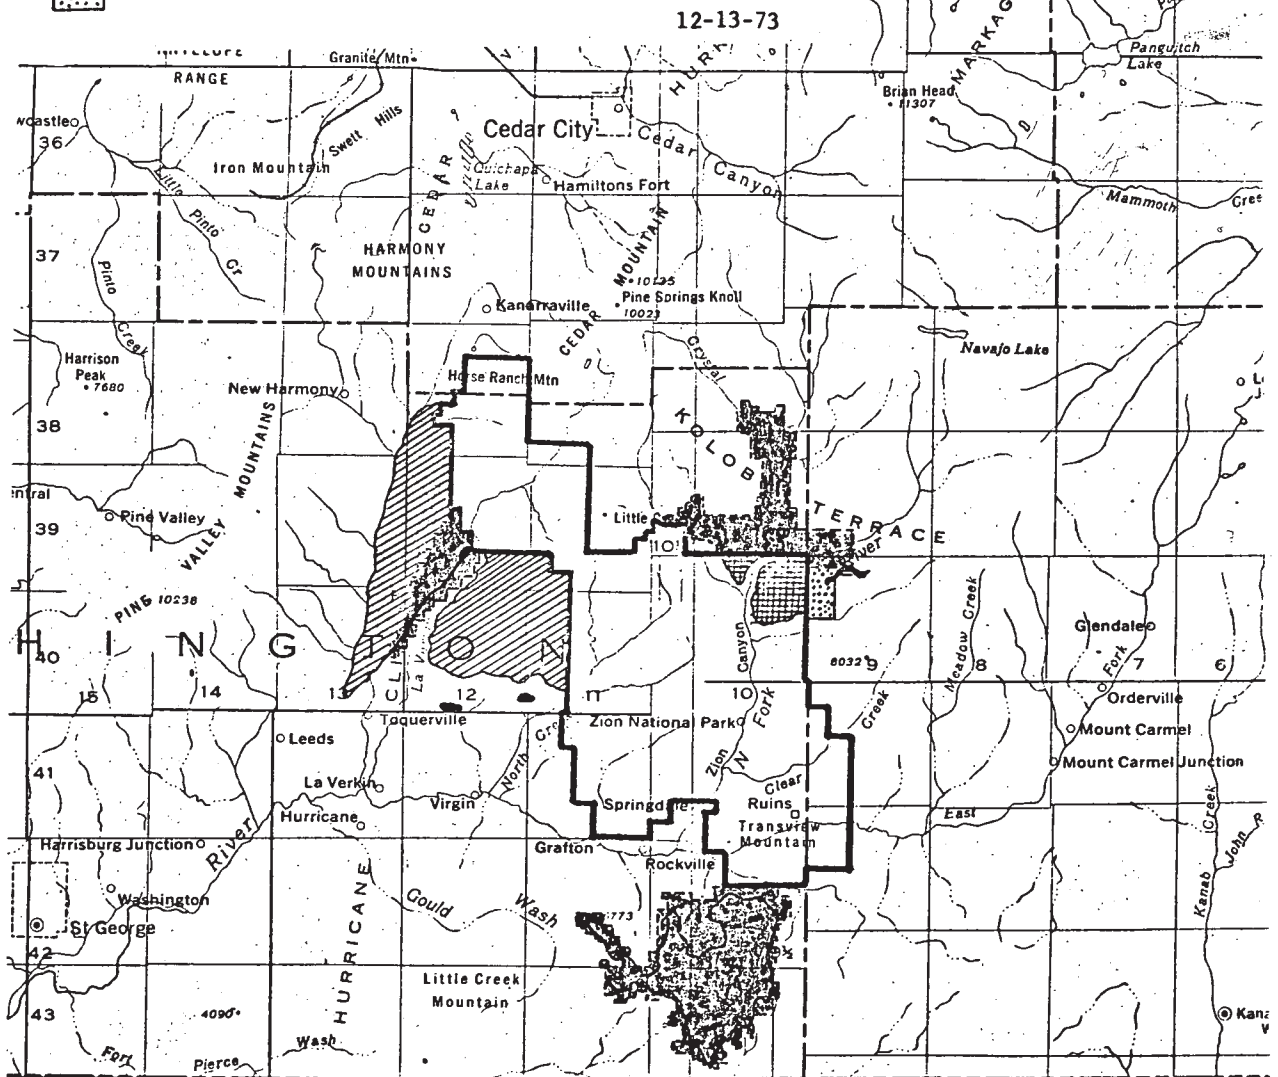 12-13-73
RANGE
Granite Mtn
MARKAG
Panguitch
Lake
HURK
Brian Head
11307
36
Swett Hills
Cedar City
Cedar Canyon
Iron Mountain
Quichapa
Lake
Hamiltons Fort
Little
Pinto
Cr
CEDAR
MOUNTAIN
Mammoth
37
HARMONY
MOUNTAINS
Pinto
Creek
10135
Pine Springs Knoll
10023
Kanarraville
CEDAR
Navajo Lake
Harrison
Peak
7680
New Harmony
Horse Ranch Mtn
Crystal
38
KOLOB
TERRACE
MOUNTAINS
VALLEY
PINE
Pine Valley
39
Little
River
10238
HINGTON
40
Canyon
Meadow Creek
Glendale
8032
9
8
7
6
15
14
13
12
11
10
Fork
Orderville
Toquerville
Zion National Park
N Fork
Creek
Mount Carmel
Leeds
Zion
Mount Carmel Junction
41
La Verkin
North
Clear
Virgin
Springdale
Ruins
Hurricane
Transview
Mountain
East
Creek
Harrisburg Junction
River
Grafton
Rockville
John
Kanab
Washington
Gould
Wash
St George
773
42
HURRICANE
Little Creek
Mountain
43
4090
Wash
Fort
Pierce